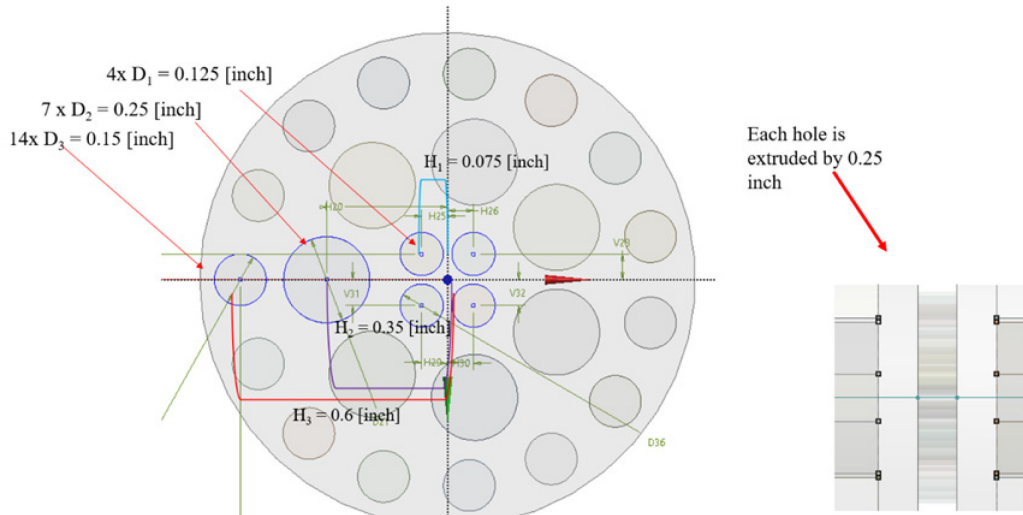 4x D₁ = 0.125 [inch]
7 x D₂ = 0.25 [inch]
14x D₃ = 0.15 [inch]
H₁ = 0.075 [inch]
H20
H25
H26
V23
V31
V32
H₂ = 0.35[inch]
H29
H30
H₃ = 0.6 [inch]
D21
D36
Each hole is
extruded by 0.25
inch